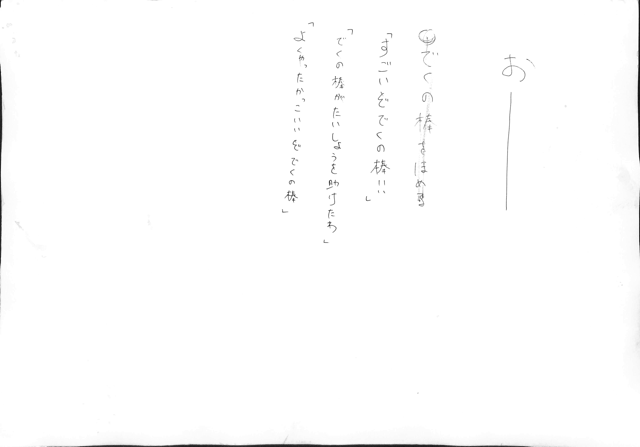 おー
でくの棒をほめる
「すごいぞでくの棒!!」
「でくの棒がたいしょうを助けたわ」
「よくやったかっこいいぞでくの棒」